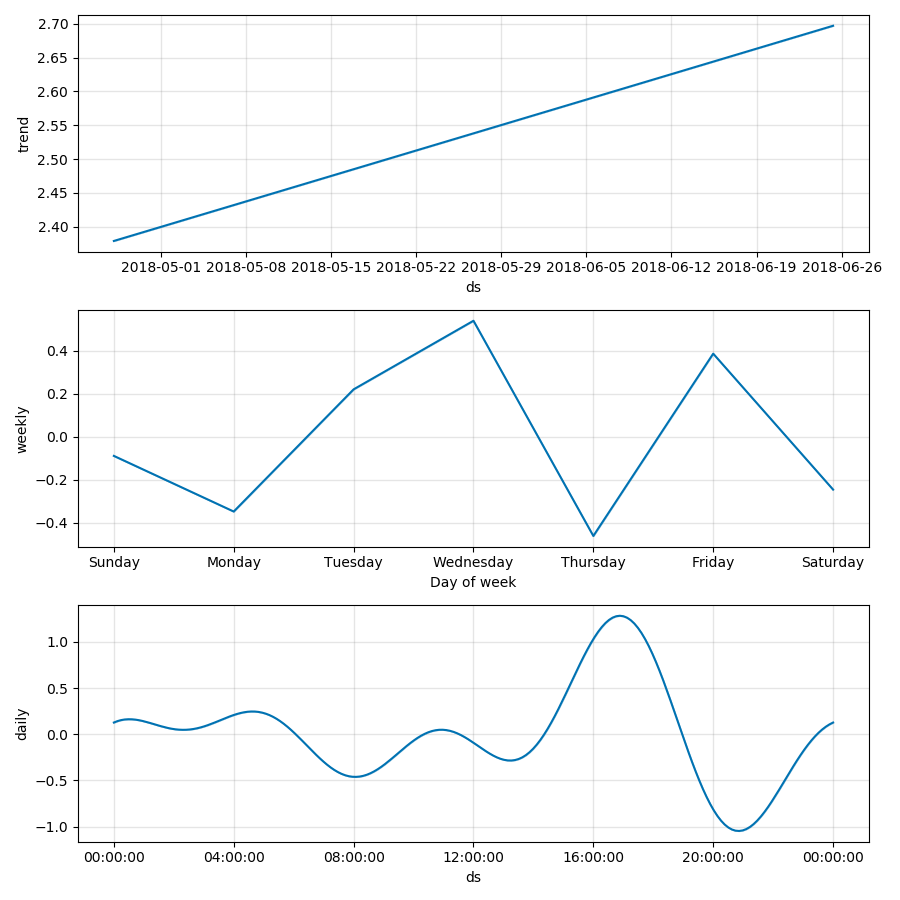 2.70
2.65
2.60
2.55
2.50
2.45
2.40
trend
2018-05-01 2018-05-08 2018-05-15 2018-05-22 2018-05-29 2018-06-05 2018-06-12 2018-06-19 2018-06-26
ds
0.4
0.2
0.0
−0.2
−0.4
weekly
Sunday Monday Tuesday Wednesday Thursday Friday Saturday
Day of week
1.0
0.5
0.0
−0.5
−1.0
daily
00:00:00 04:00:00 08:00:00 12:00:00 16:00:00 20:00:00 00:00:00
ds